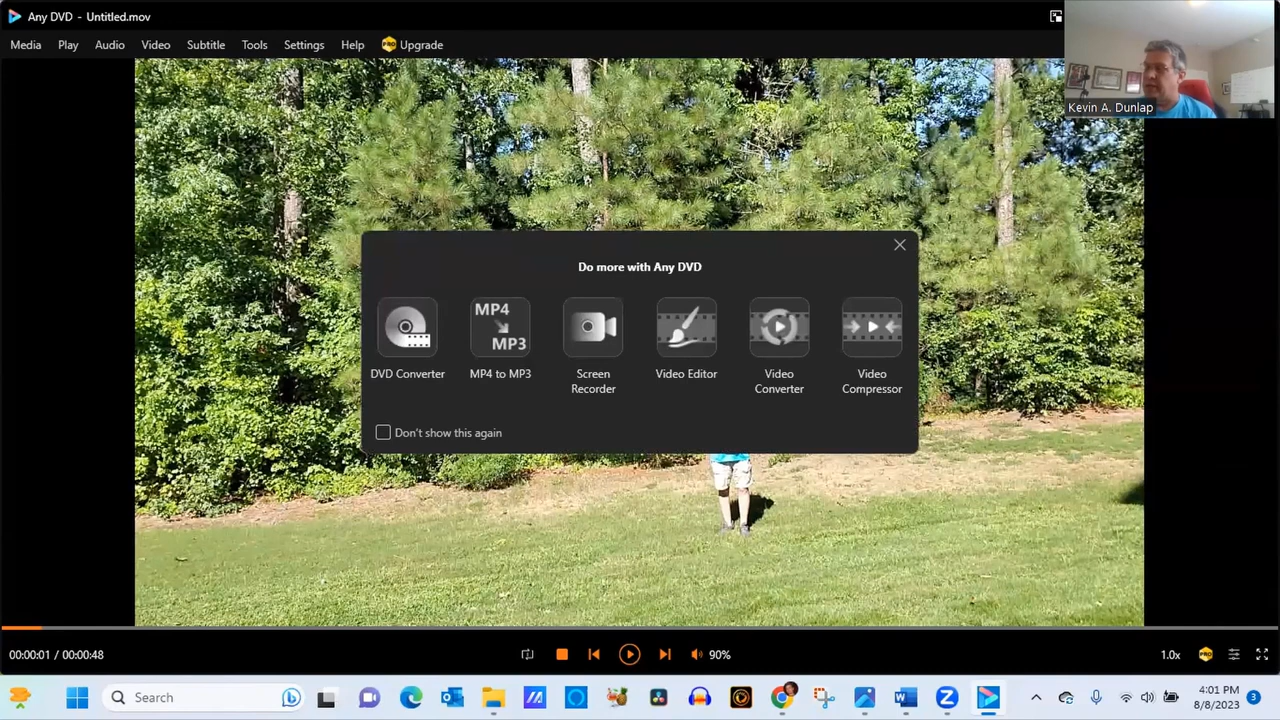 Any DVD - Untitled.mov
Media Play Audio Video Subtitle Tools Settings Help PRO Upgrade
Kevin A. Dunlap
Do more with Any DVD
MP4
MP3
DVD Converter
MP4 to MP3
Screen
Recorder
Video Editor
Video
Converter
Video
Compressor
Don't show this again
00:00:01 / 00:00:48
90%
1.0x
PRO
Search
4:01 PM
8/8/2023
3